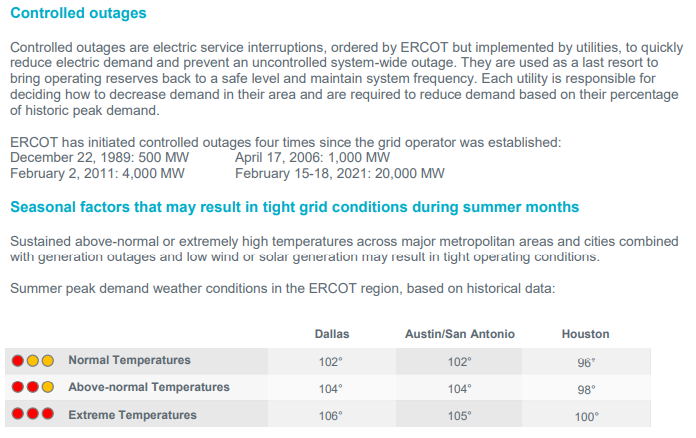 Controlled outages
Controlled outages are electric service interruptions, ordered by ERCOT but implemented by utilities, to quickly
reduce electric demand and prevent an uncontrolled system-wide outage. They are used as a last resort to
bring operating reserves back to a safe level and maintain system frequency. Each utility is responsible for
deciding how to decrease demand in their area and are required to reduce demand based on their percentage
of historic peak demand.
ERCOT has initiated controlled outages four times since the grid operator was established:
December 22, 1989: 500 MW April 17, 2006: 1,000 MW
February 2, 2011: 4,000 MW February 15-18, 2021: 20,000 MW
Seasonal factors that may result in tight grid conditions during summer months
Sustained above-normal or extremely high temperatures across major metropolitan areas and cities combined
with generation outages and low wind or solar generation may result in tight operating conditions.
Summer peak demand weather conditions in the ERCOT region, based on historical data:
Dallas Austin/San Antonio Houston
Normal Temperatures 102° 102° 96°
Above-normal Temperatures 104° 104° 98°
Extreme Temperatures 106° 105° 100°